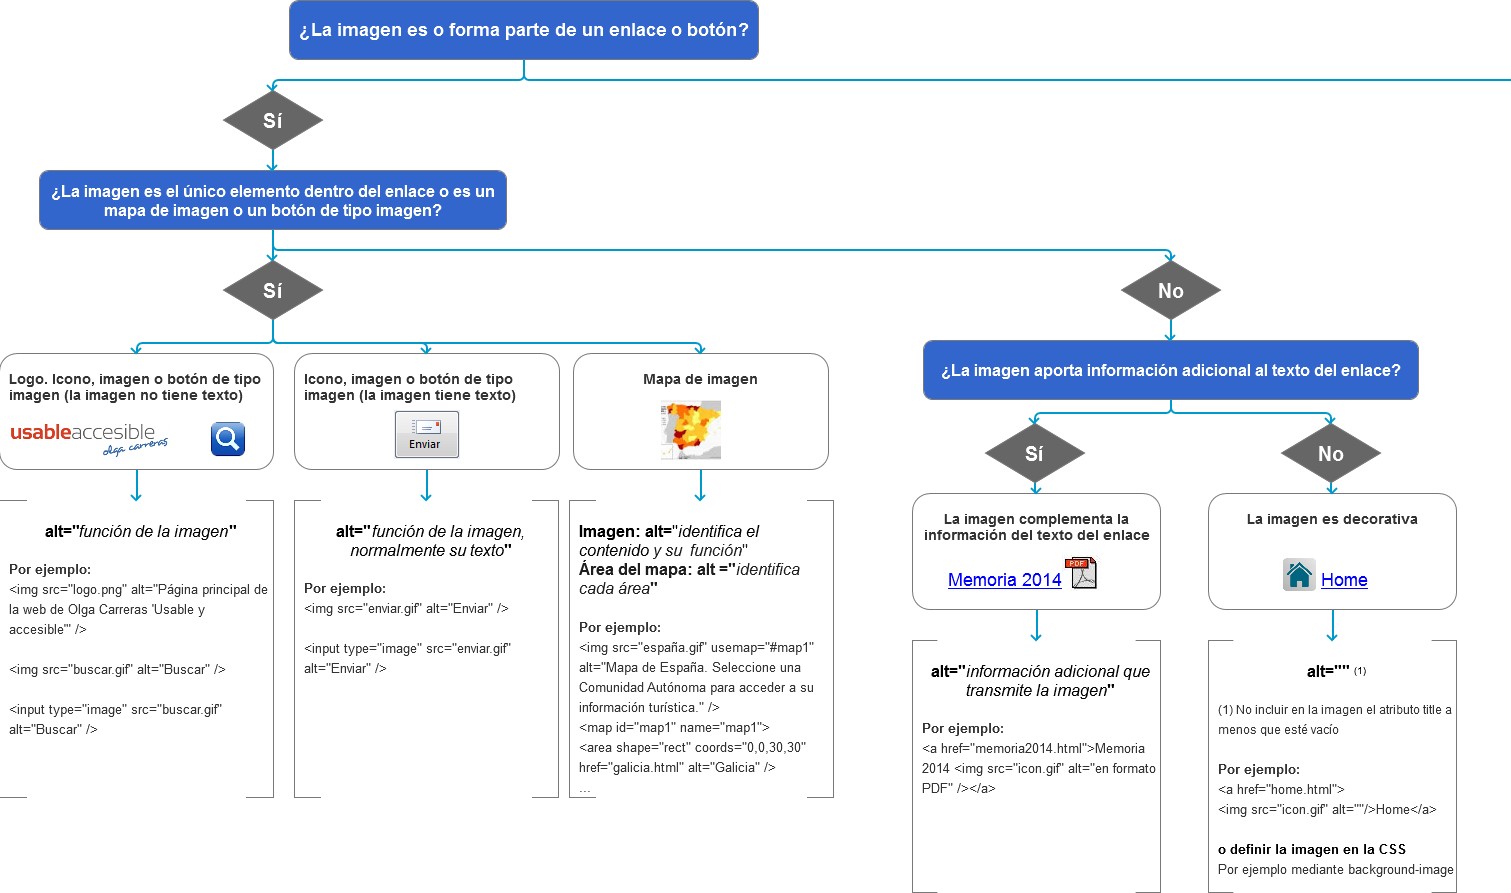 ¿La imagen es o forma parte de un enlace o botón?
Sí
¿La imagen es el único elemento dentro del enlace o es un
mapa de imagen o un botón de tipo imagen?
Sí
No
Logo. Icono, imagen o botón de tipo
imagen (la imagen no tiene texto)
usableaccesible
olga carreras
Icono, imagen o botón de tipo
imagen (la imagen tiene texto)
Enviar
Mapa de imagen
¿La imagen aporta información adicional al texto del enlace?
Sí
No
alt="función de la imagen"
Por ejemplo:
<img src="logo.png" alt="Página principal de
la web de Olga Carreras 'Usable y
accesible'" />
<img src="buscar.gif" alt="Buscar" />
<input type="image" src="buscar.gif"
alt="Buscar" />
alt="función de la imagen,
normalmente su texto"
Por ejemplo:
<img src="enviar.gif" alt="Enviar" />
<input type="image" src="enviar.gif"
alt="Enviar" />
Imagen: alt="identifica el
contenido y su función"
Área del mapa: alt ="identifica
cada área"
Por ejemplo:
<img src="españa.gif" usemap="#map1"
alt="Mapa de España. Seleccione una
Comunidad Autónoma para acceder a su
información turística." />
<map id="map1" name="map1">
<area shape="rect" coords="0,0,30,30"
href="galicia.html" alt="Galicia" />
...
La imagen complementa la
información del texto del enlace
Memoria 2014
PDF
alt="información adicional que
transmite la imagen"
Por ejemplo:
<a href="memoria2014.html">Memoria
2014 <img src="icon.gif" alt="en formato
PDF" /></a>
La imagen es decorativa
Home
alt="" (1)
(1) No incluir en la imagen el atributo title a
menos que esté vacío
Por ejemplo:
<a href="home.html">
<img src="icon.gif" alt=""/>Home</a>
o definir la imagen en la CSS
Por ejemplo mediante background-image